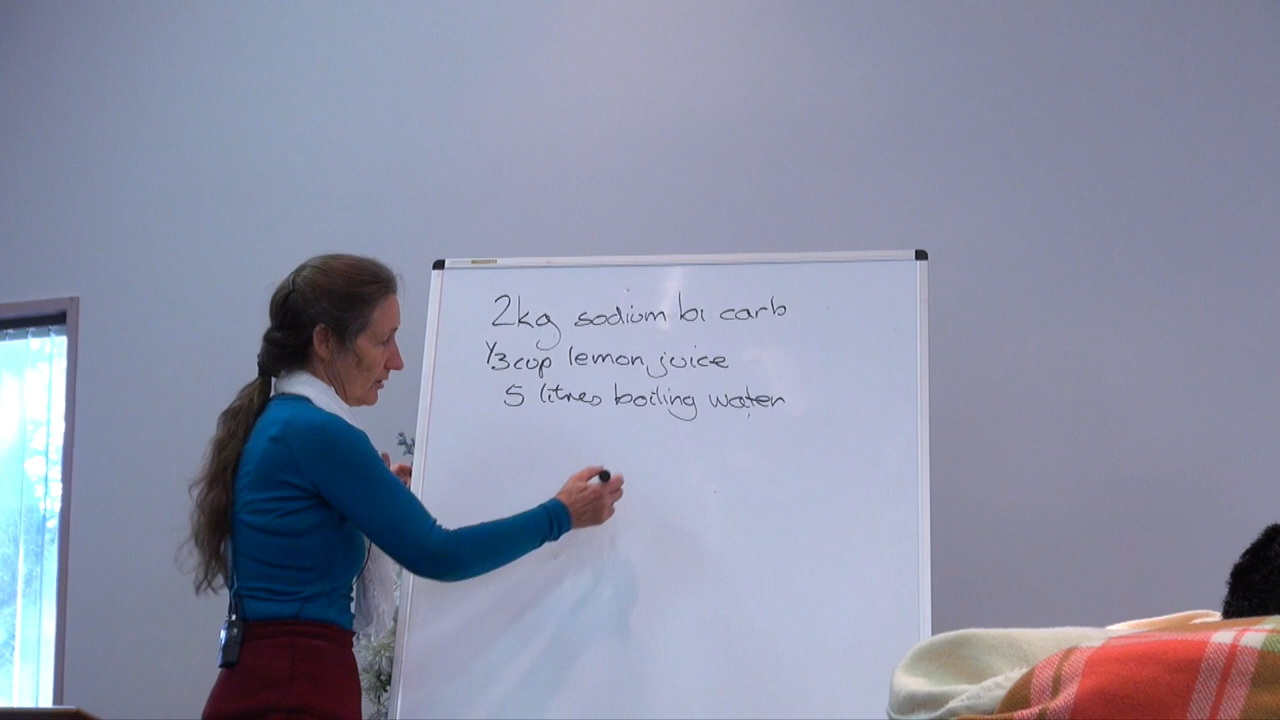 2kg sodium bi carb
1/3 cup lemon juice
5 litres boiling water